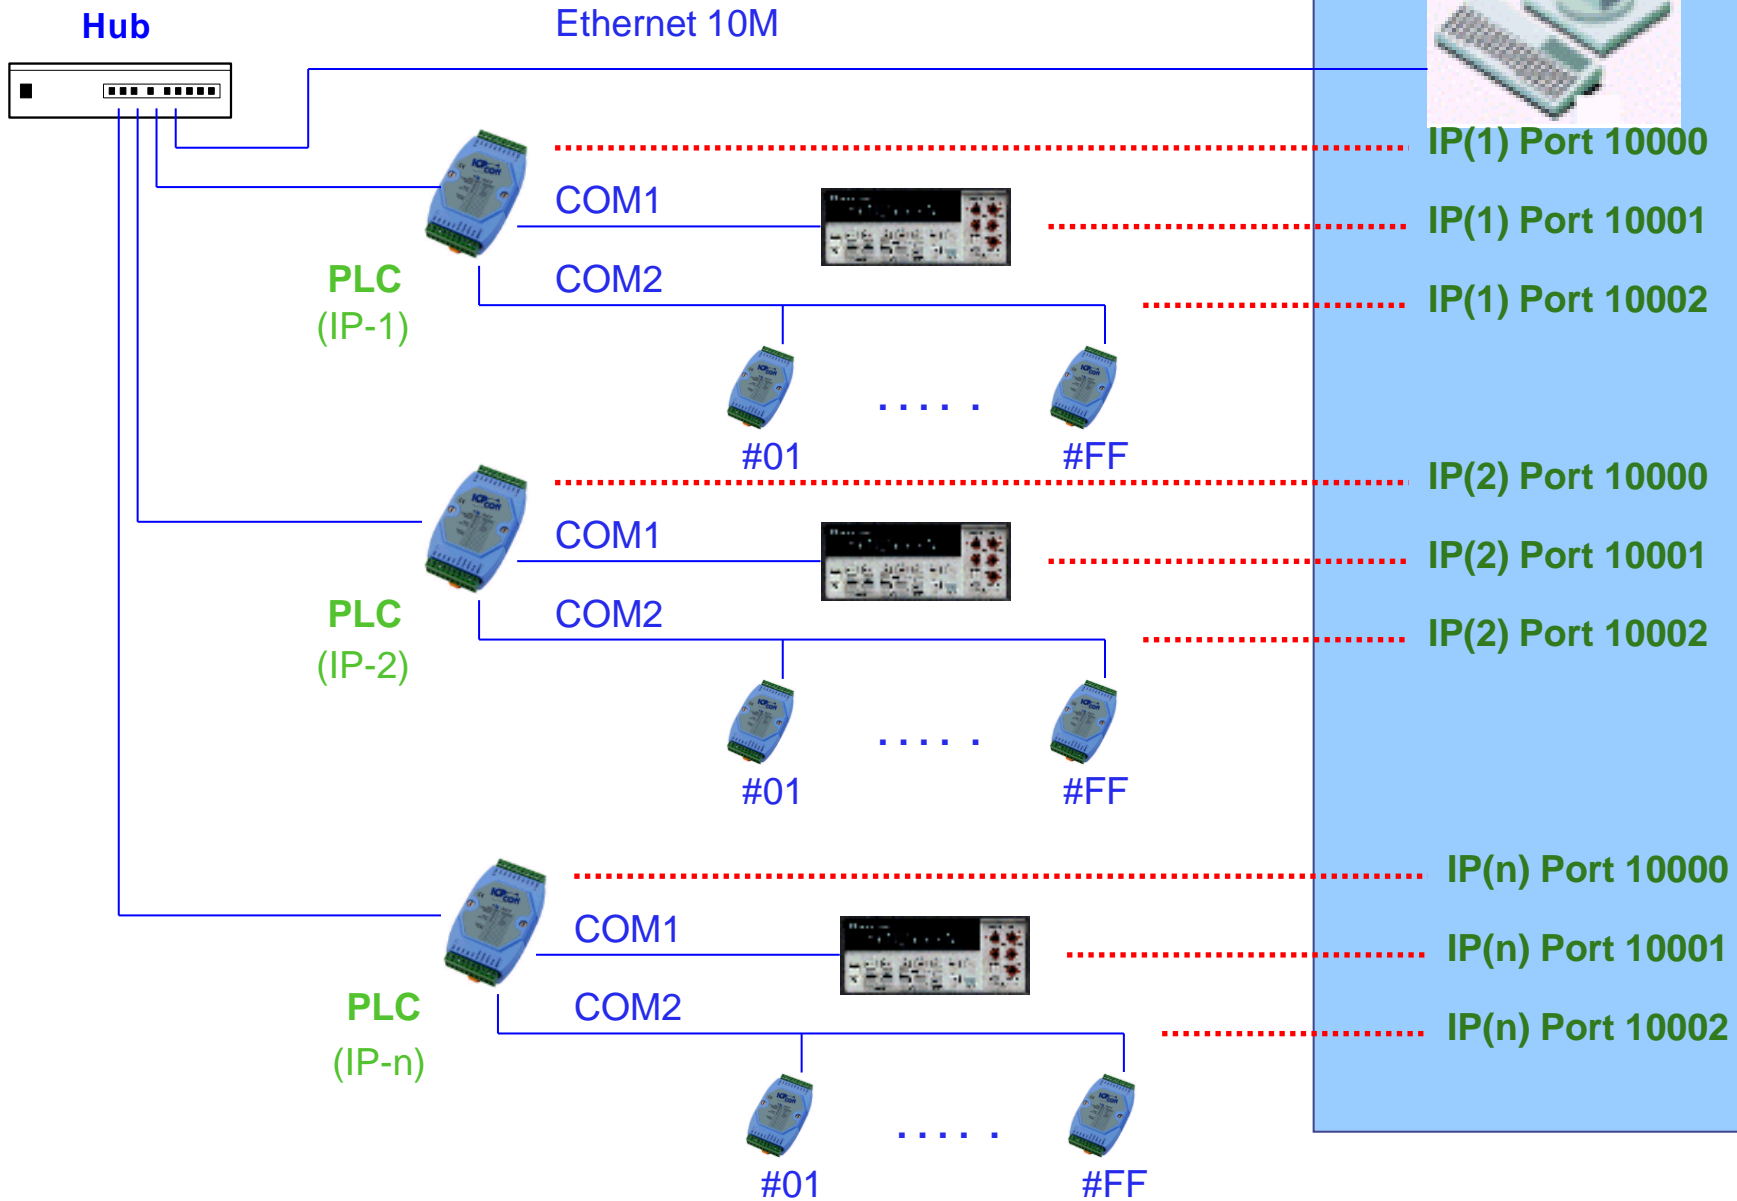 Hub
Ethernet 10M
IP(1) Port 10000
COM1
IP(1) Port 10001
PLC
COM2
(IP-1)
IP(1) Port 10002
. . . . .
#01
#FF
IP(2) Port 10000
COM1
IP(2) Port 10001
PLC
COM2
(IP-2)
IP(2) Port 10002
. . . . .
#01
#FF
IP(n) Port 10000
COM1
IP(n) Port 10001
PLC
COM2
(IP-n)
IP(n) Port 10002
. . . . .
#01
#FF